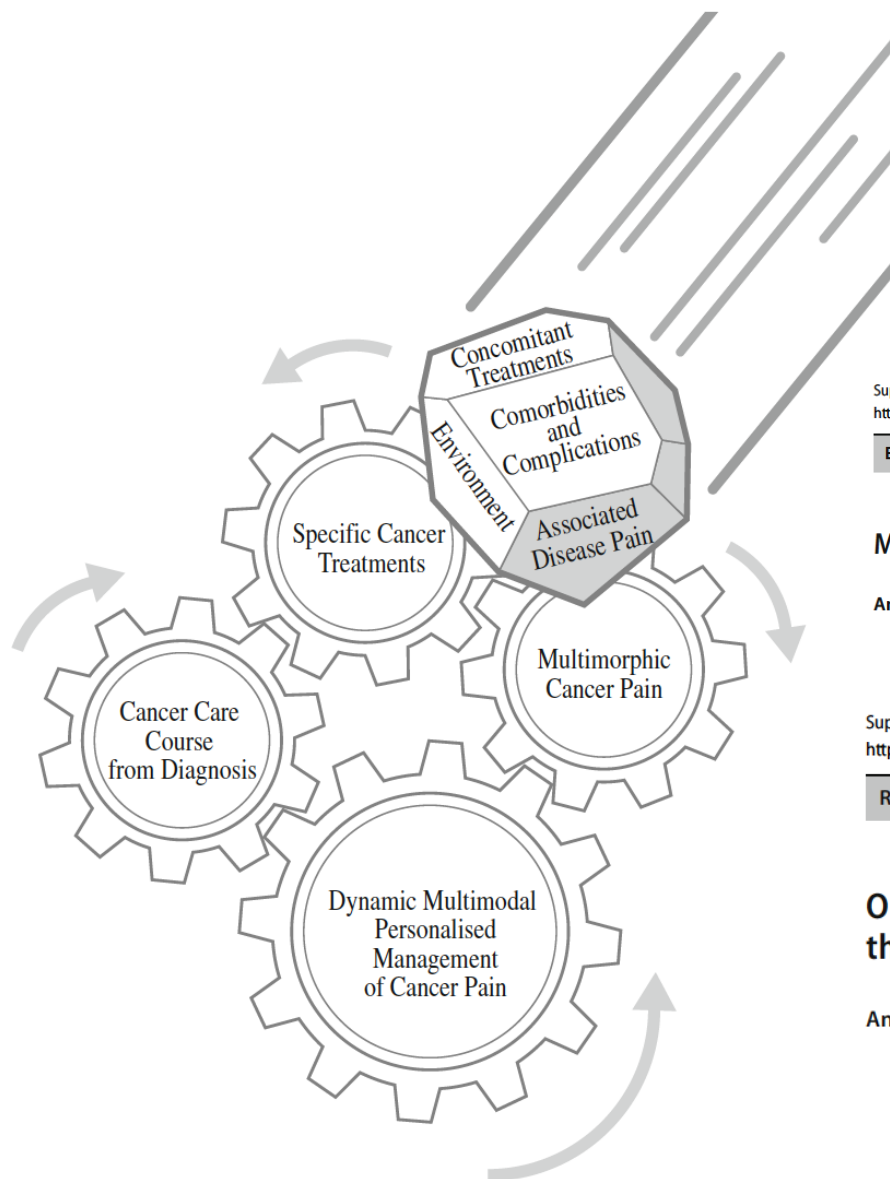 Concomitant
Treatments
Comorbidities
and
Complications
Environment
Associated
Disease Pain
Specific Cancer
Treatments
Multimorphic
Cancer Pain
Cancer Care
Course
from Diagnosis
Dynamic Multimodal
Personalised
Management
of Cancer Pain